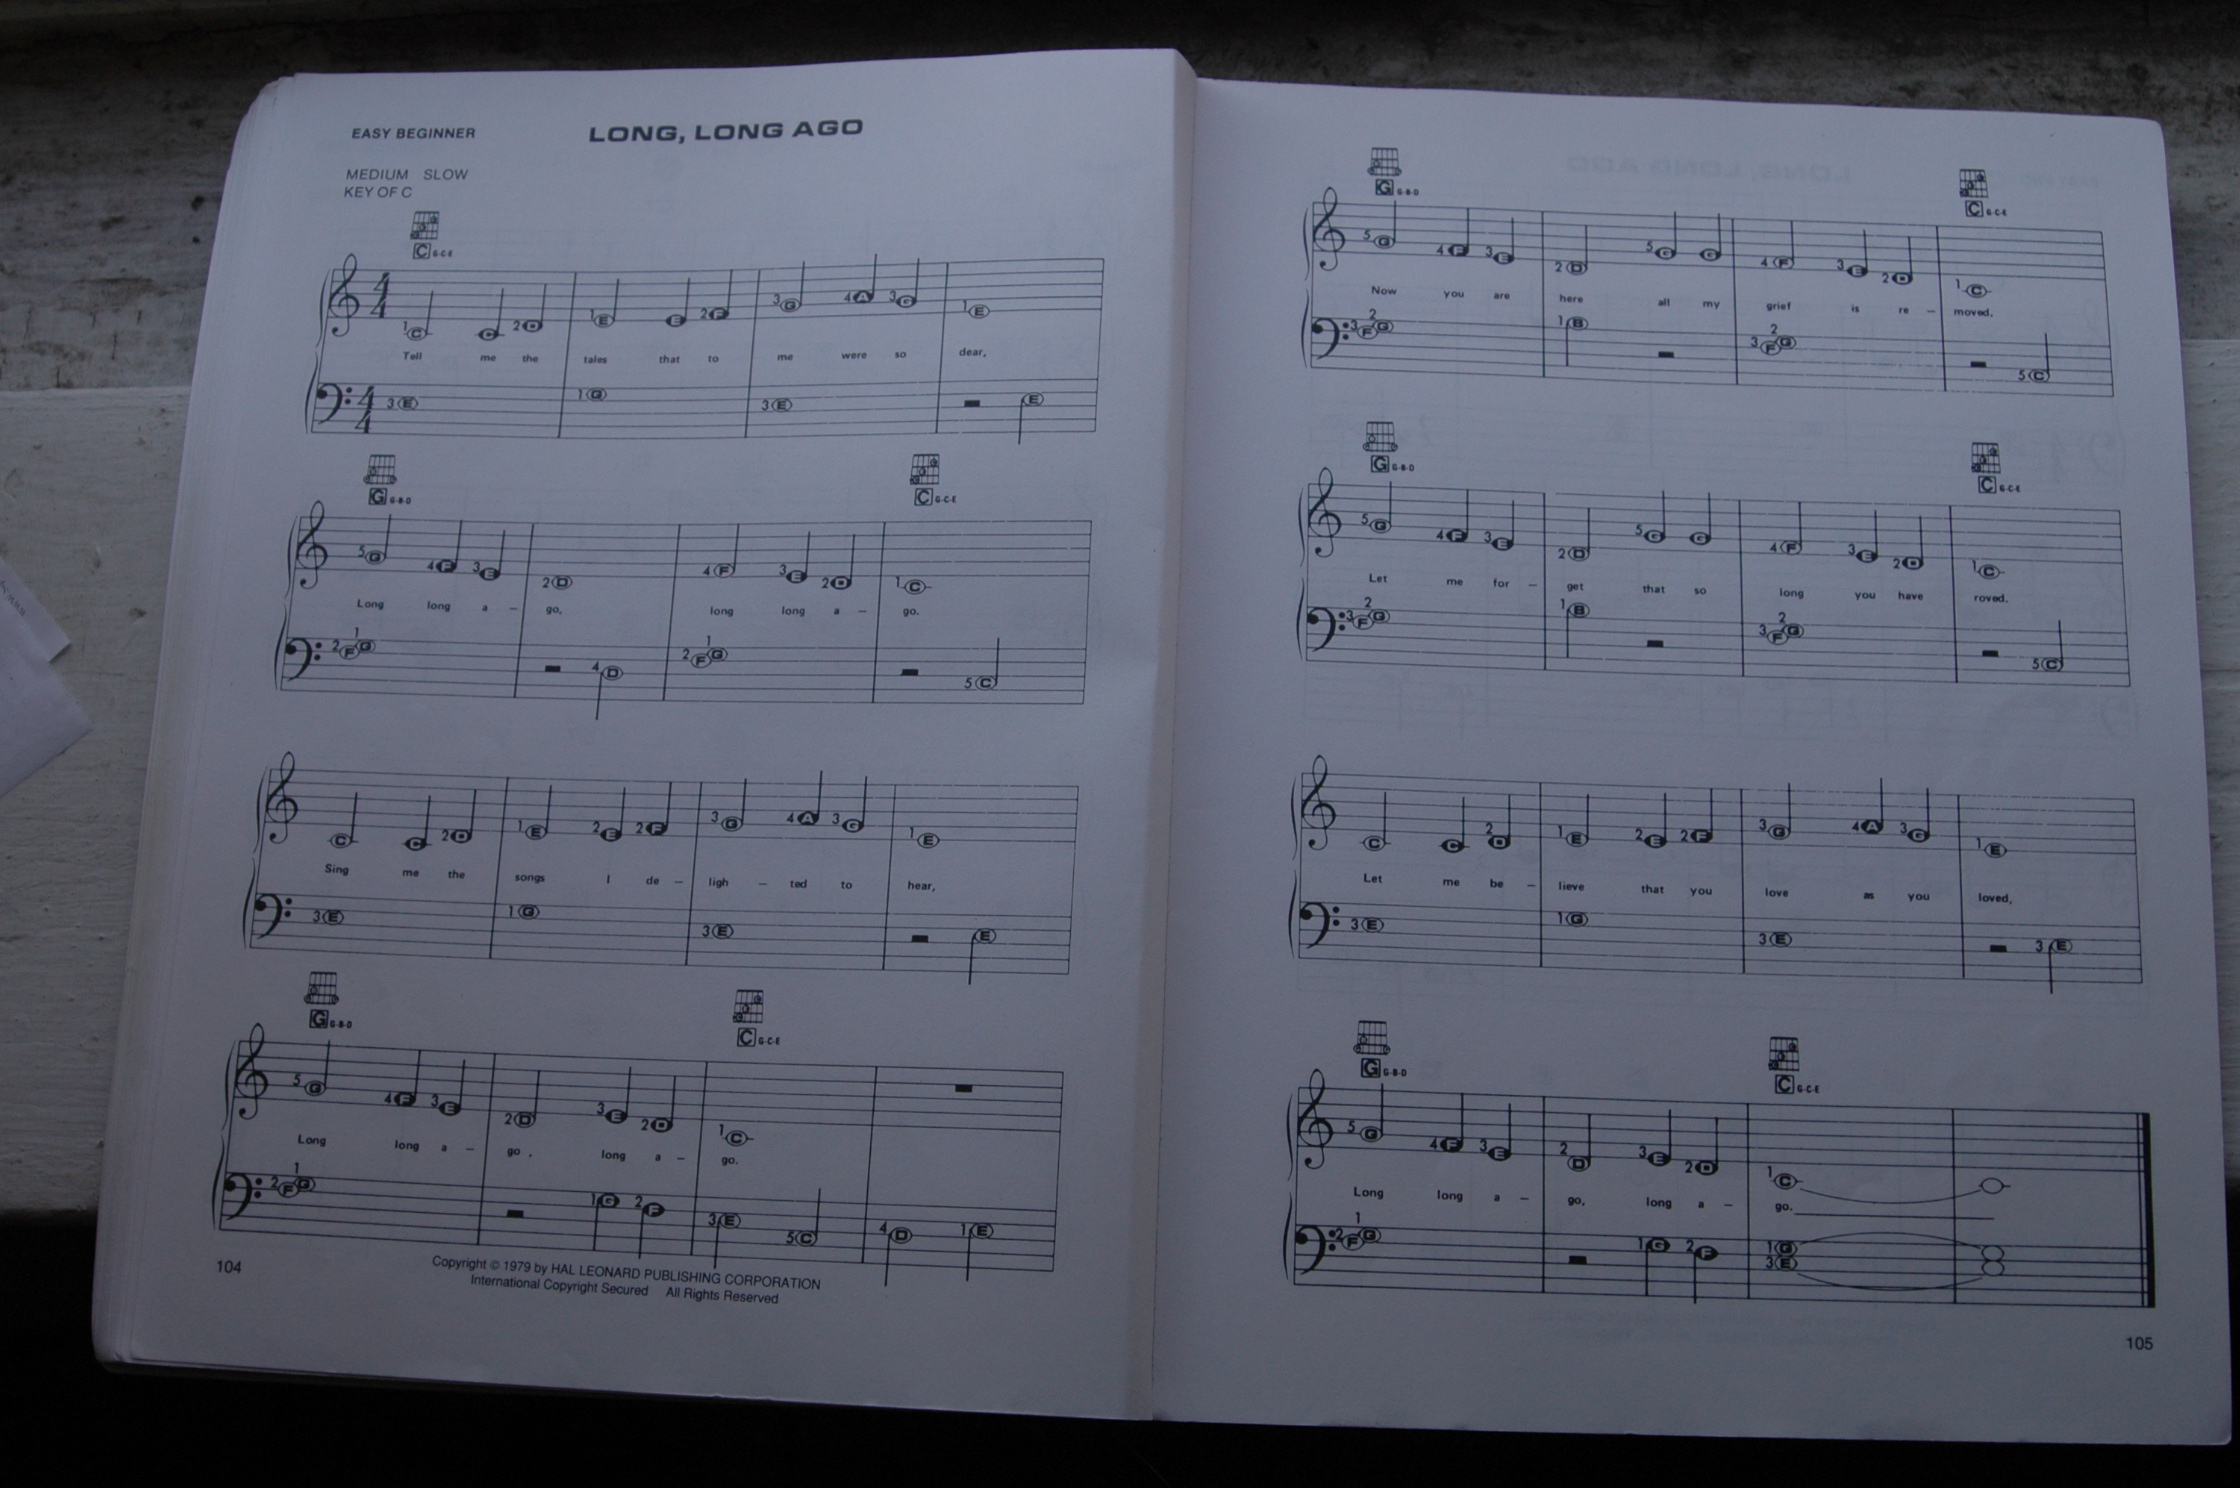 EASY BEGINNER
LONG, LONG AGO
MEDIUM SLOW
KEY OF C
C G-C-E
4 4
1 C C 2 D 1 E E 2 F 3 G 4 A 3 G 1 E
Tell me the tales that to me were so dear,
4 4
3 E 1 G 3 E E
G G-B-D C G-C-E
5 G 4 F 3 E 2 D 4 F 3 E 2 D 1 C
Long long a – go, long long a – go.
2 F 1 G 4 D 2 F 1 G 5 C
C C 2 D 1 E 2 E 2 F 3 G 4 A 3 G 1 E
Sing me the songs I de – ligh – ted to hear,
3 E 1 G 3 E E
G G-B-D C G-C-E
5 G 4 F 3 E 2 D 3 E 2 D 1 C
Long long a – go , long a – go.
2 F 1 G 1 G 2 F 3 E 5 C 4 D 1 E
104
Copyright © 1979 by HAL LEONARD PUBLISHING CORPORATION
International Copyright Secured All Rights Reserved
G G-B-D C G-C-E
5 G 4 F 3 E 2 D 5 G G 4 F 3 E 2 D 1 C
Now you are here all my grief is re – moved,
3 F 2 G 1 B 3 F 2 G 5 C
G G-B-D C G-C-E
5 G 4 F 3 E 2 D 5 G G 4 F 3 E 2 D 1 C
Let me for – get that so long you have roved.
3 F 2 G 1 B 3 F 2 G 5 C
C C 2 D 1 E 2 E 2 F 3 G 4 A 3 G 1 E
Let me be – lieve that you love as you loved,
3 E 1 G 3 E 3 E
G G-B-D C G-C-E
5 G 4 F 3 E 2 D 3 E 2 D 1 C
Long long a – go, long a – go.
2 F 1 G 1 G 2 F 1 G 3 E
105